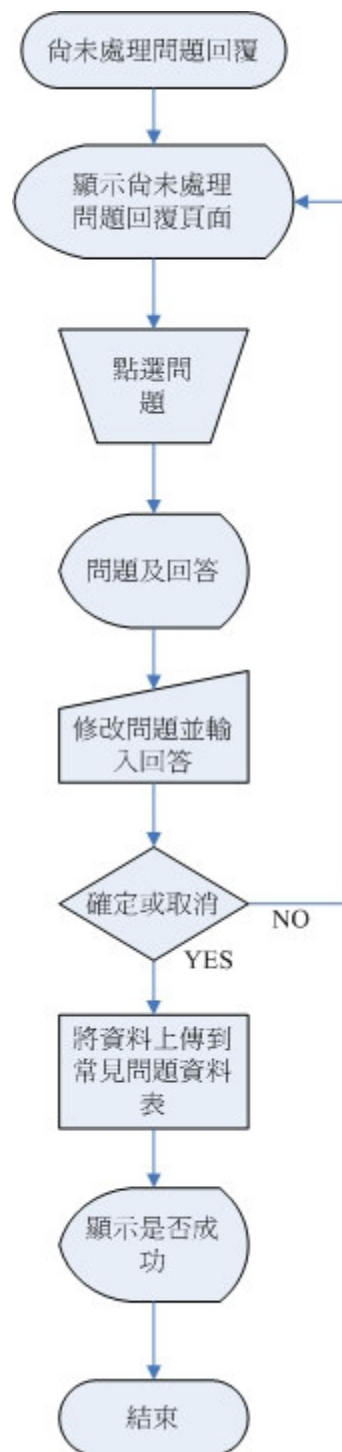 尚未處理問題回覆
顯示尚未處理
問題回覆頁面
點選問
題
問題及回答
修改問題並輸
入回答
確定或取消
NO
YES
將資料上傳到
常見問題資料
表
顯示是否成
功
結束